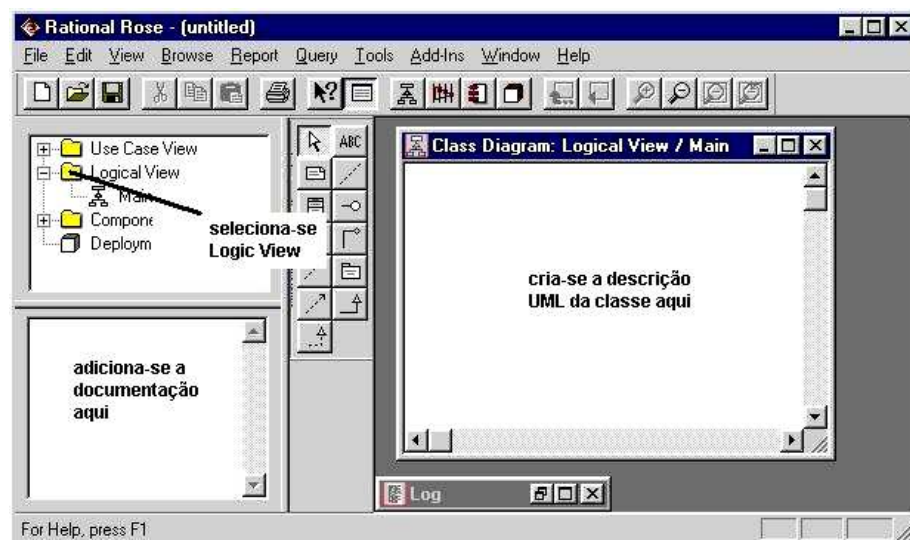 Rational Rose - (untitled)
File Edit View Browse Report Query Tools Add-Ins Window Help
Use Case View
Logical View
Main
Compone
Deploym
seleciona-se
Logic View
ABC
Class Diagram: Logical View / Main
cria-se a descrição
UML da classe aqui
adiciona-se a
documentação
aqui
Log
For Help, press F1